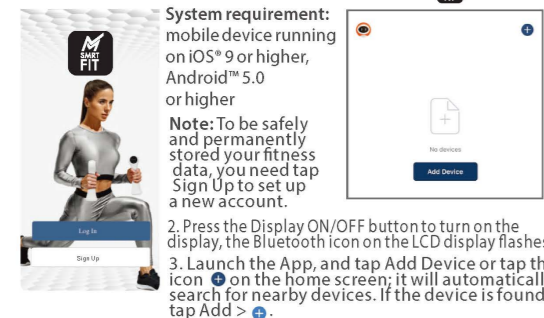 SMRT
FIT
Log In
Sign Up
System requirement:
mobile device running
on iOS® 9 or higher,
Android™ 5.0
or higher
Note: To be safely
and permanently
stored your fitness
data, you need tap
Sign Up to set up
a new account.
No devices
Add Device
2. Press the Display ON/OFF button to turn on the
display, the Bluetooth icon on the LCD display flashes
3. Launch the App, and tap Add Device or tap th
icon + on the home screen; it will automaticall
search for nearby devices. If the device is found
tap Add > + .